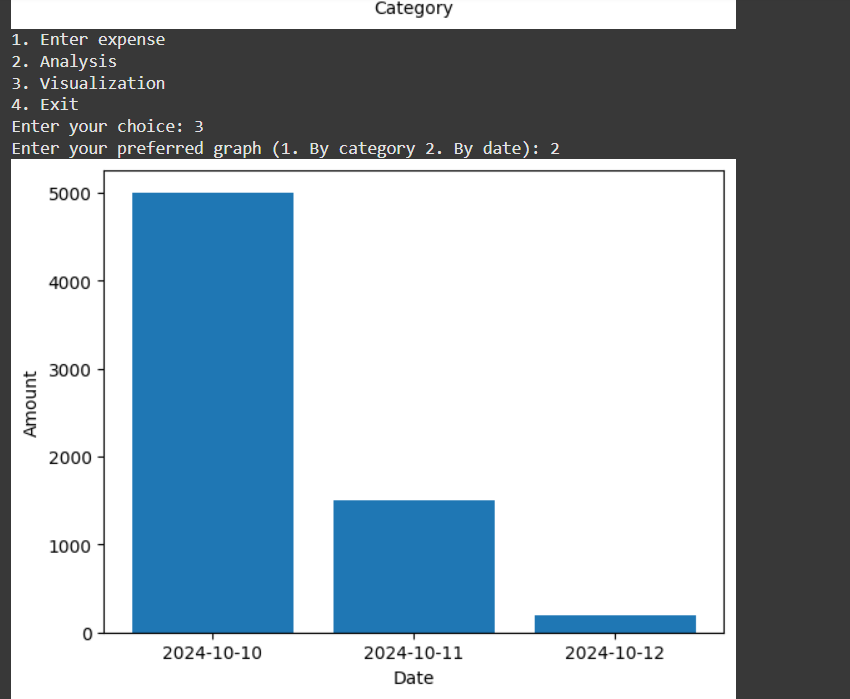 Category
1. Enter expense
2. Analysis
3. Visualization
4. Exit
Enter your choice: 3
Enter your preferred graph (1. By category 2. By date): 2
5000
4000
3000
2000
1000
0
Amount
2024-10-10 2024-10-11 2024-10-12
Date